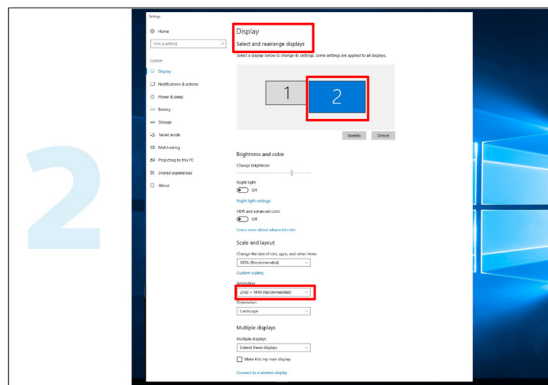 2
Settings
Home
Find a setting
System
Display
Notifications & actions
Power & sleep
Battery
Storage
Tablet mode
Multitasking
Projecting to this PC
Shared experiences
About
Display
Select and rearrange displays
Select a display below to change its settings. Some settings are applied to all displays.
1
2
Identify
Detect
Brightness and color
Change brightness
Night light
Off
Night light settings
HDR and advanced color
Off
Learn more about advanced color
Scale and layout
Change the size of text, apps, and other items
100% (Recommended)
Custom scaling
Resolution
2560 × 1440 (Recommended)
Orientation
Landscape
Multiple displays
Multiple displays
Extend these displays
Make this my main display
Connect to a wireless display